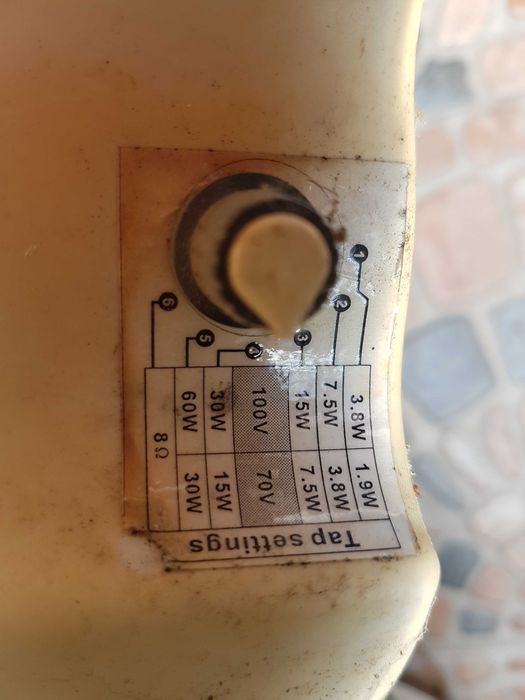 Tap settings
1 3.8W 1.9W
2 7.5W 3.8W
3 15W 7.5W
100V 70V
4 30W 15W
5 60W 30W
6 8Ω